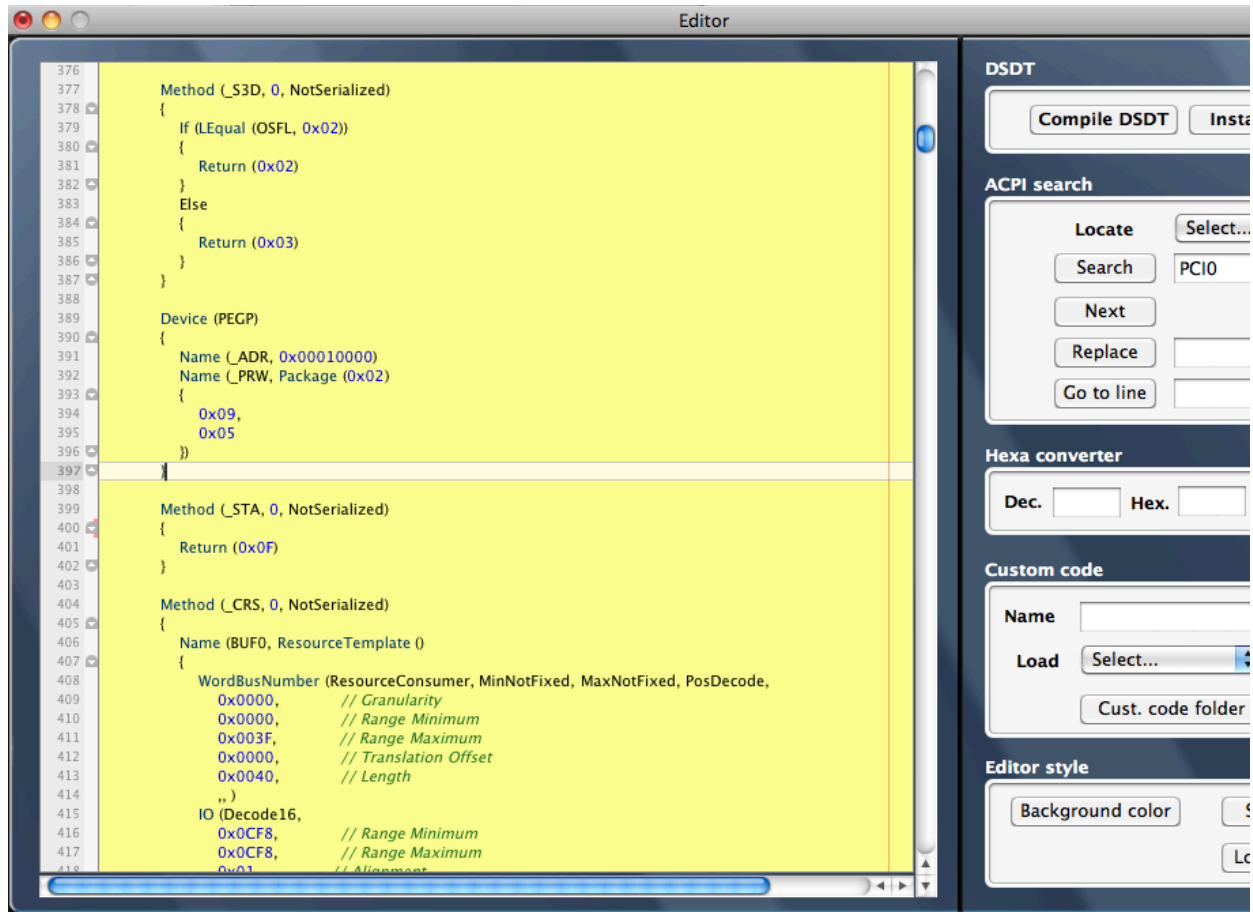 Editor
376
377 Method (_S3D, 0, NotSerialized)
378 {
379 If (LEqual (OSFL, 0x02))
380 {
381 Return (0x02)
382 }
383 Else
384 {
385 Return (0x03)
386 }
387 }
388
389 Device (PEGP)
390 {
391 Name (_ADR, 0x00010000)
392 Name (_PRW, Package (0x02)
393 {
394 0x09,
395 0x05
396 })
397 }
398
399 Method (_STA, 0, NotSerialized)
400 {
401 Return (0x0F)
402 }
403
404 Method (_CRS, 0, NotSerialized)
405 {
406 Name (BUF0, ResourceTemplate ()
407 {
408 WordBusNumber (ResourceConsumer, MinNotFixed, MaxNotFixed, PosDecode,
409 0x0000, // Granularity
410 0x0000, // Range Minimum
411 0x003F, // Range Maximum
412 0x0000, // Translation Offset
413 0x0040, // Length
414 ,, )
415 IO (Decode16,
416 0x0CF8, // Range Minimum
417 0x0CF8, // Range Maximum
418 0x01 // Alignment
DSDT
Compile DSDT Insta
ACPI search
Locate Select...
Search PCI0
Next
Replace
Go to line
Hexa converter
Dec. Hex.
Custom code
Name
Load Select...
Cust. code folder
Editor style
Background color S
Lo